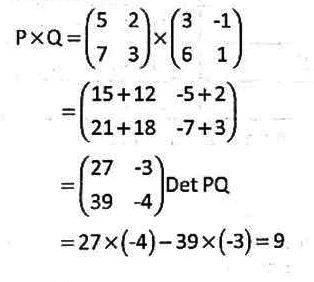 P×Q = (5 2
7 3) × (3 -1
6 1)
= (15+12 -5+2
21+18 -7+3)
= (27 -3
39 -4) Det PQ
= 27×(-4) – 39×(-3) = 9